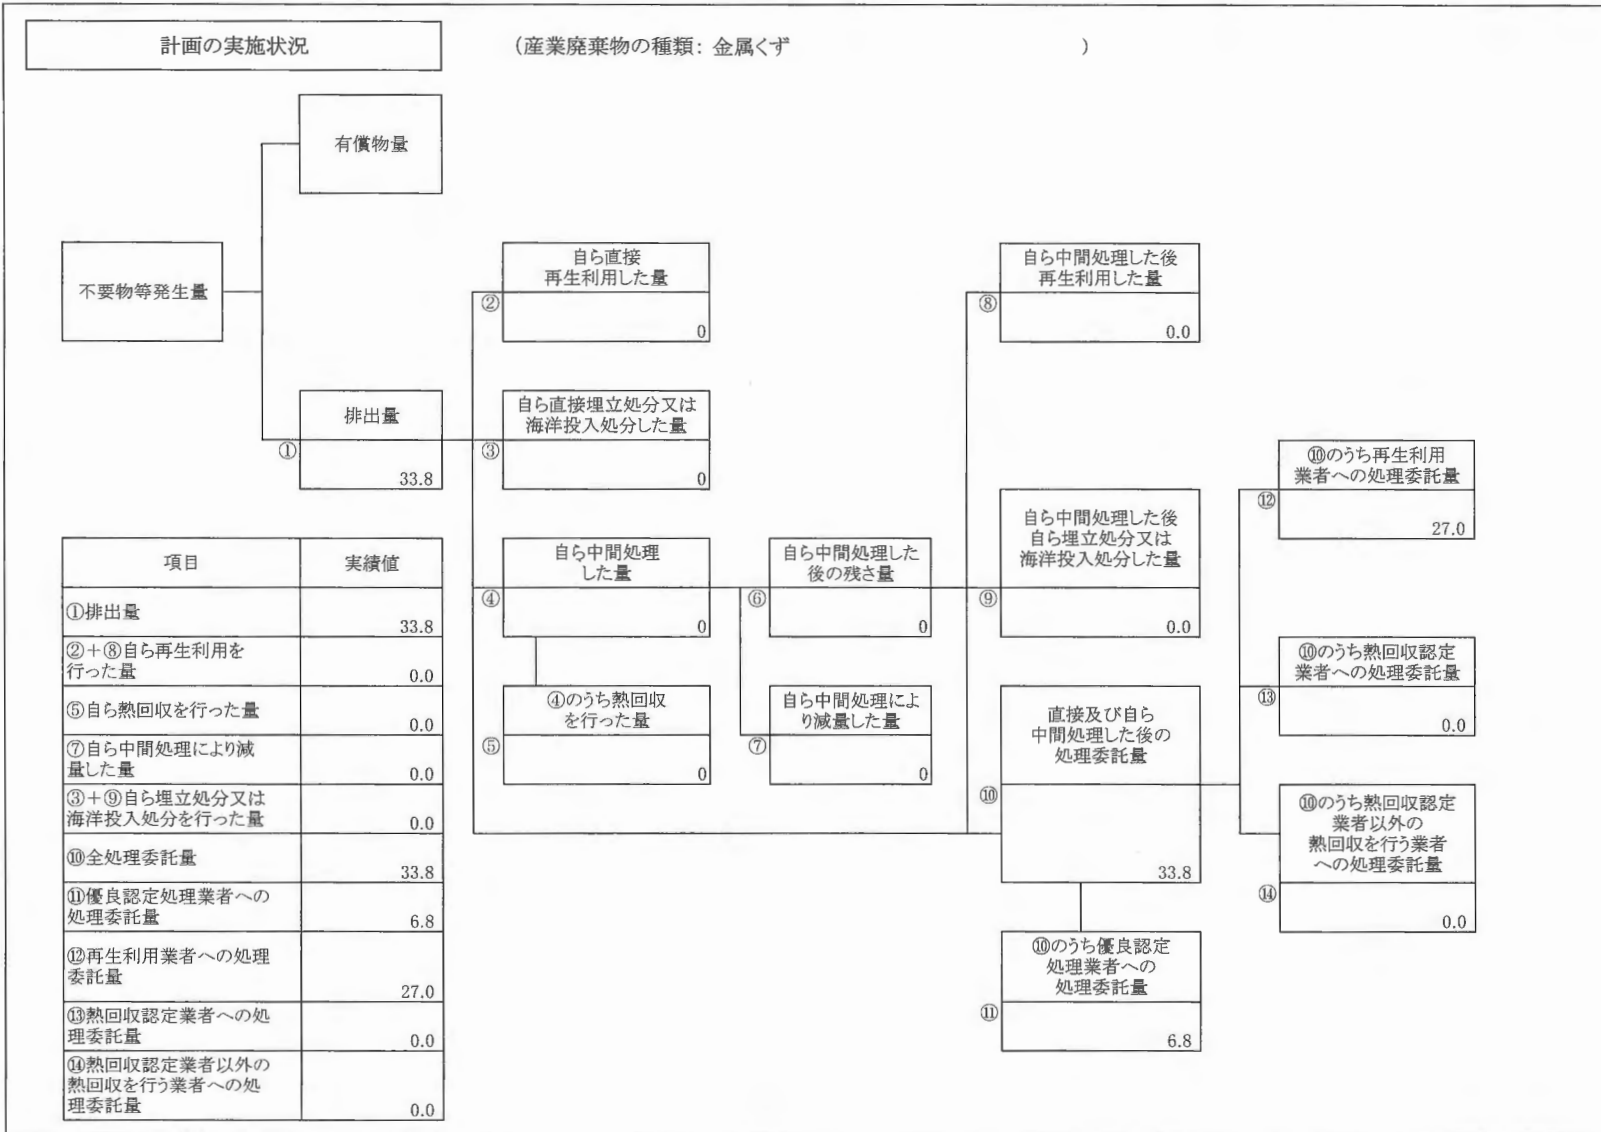 計画の実施状況
（産業廃棄物の種類：金属くず　）
有償物量
不要物等発生量
自ら直接
再生利用した量
②
0
自ら中間処理した後
再生利用した量
⑧
0.0
排出量
①
33.8
自ら直接埋立処分又は
海洋投入処分した量
③
0
⑩のうち再生利用
業者への処理委託量
⑫
27.0
自ら中間処理
した量
④
0
自ら中間処理した
後の残さ量
⑥
0
自ら中間処理した後
自ら埋立処分又は
海洋投入処分した量
⑨
0.0
⑩のうち熱回収認定
業者への処理委託量
⑬
0.0
④のうち熱回収
を行った量
⑤
0
自ら中間処理によ
り減量した量
⑦
0
直接及び自ら
中間処理した後の
処理委託量
⑩
33.8
⑩のうち熱回収認定
業者以外の
熱回収を行う業者
への処理委託量
⑭
0.0
⑩のうち優良認定
処理業者への
処理委託量
⑪
6.8
項目 実績値
①排出量 33.8
②＋⑧自ら再生利用を
行った量 0.0
⑤自ら熱回収を行った量 0.0
⑦自ら中間処理により減
量した量 0.0
③＋⑨自ら埋立処分又は
海洋投入処分を行った量 0.0
⑩全処理委託量 33.8
⑪優良認定処理業者への
処理委託量 6.8
⑫再生利用業者への処理
委託量 27.0
⑬熱回収認定業者への処
理委託量 0.0
⑭熱回収認定業者以外の
熱回収を行う業者への処
理委託量 0.0